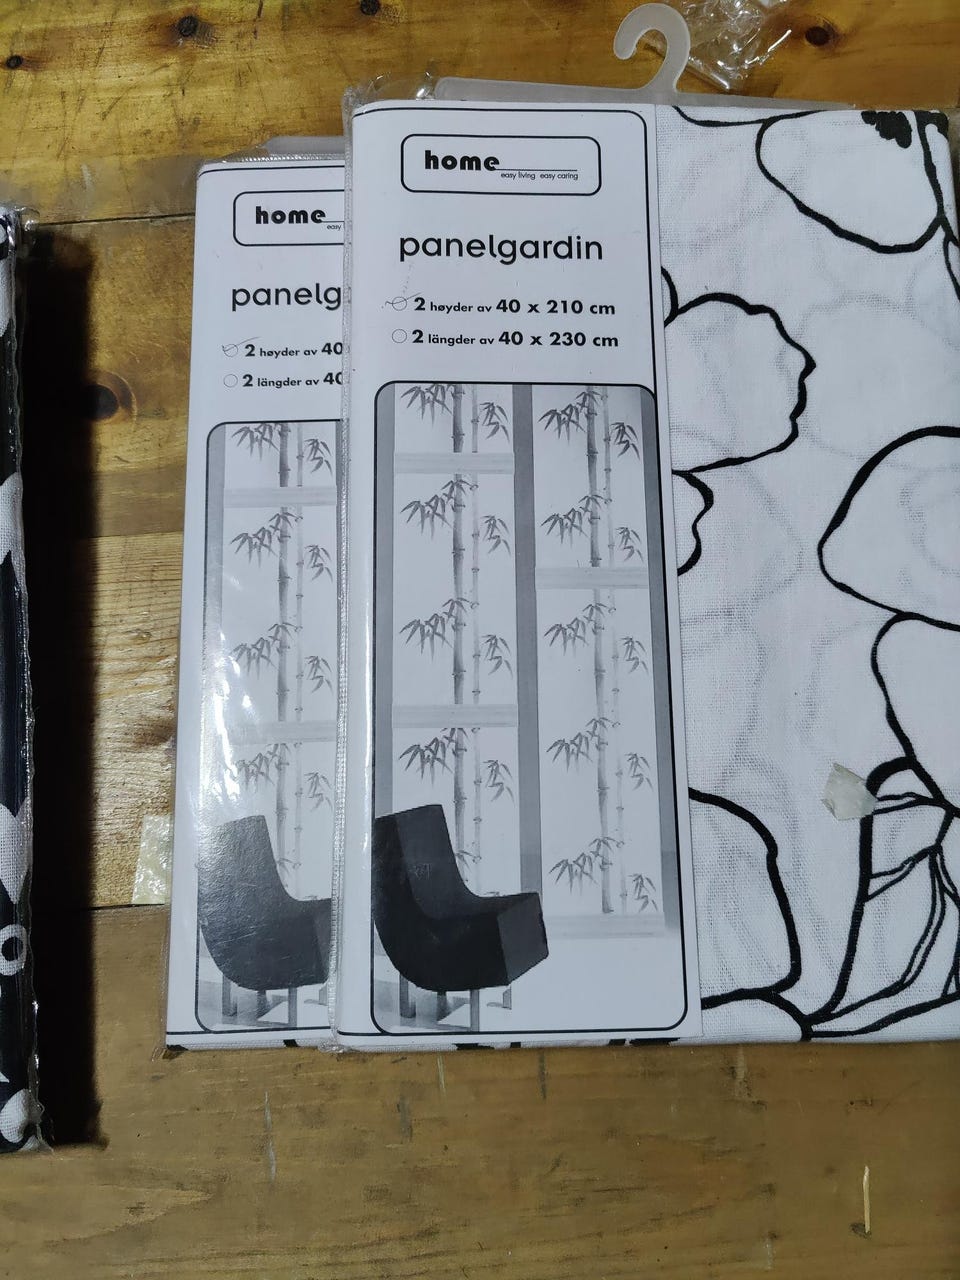 home
easy living easy caring
panelgardin
2 høyder av 40 x 210 cm
2 längder av 40 x 230 cm
home
easy
panelg
2 høyder av 40
2 längder av 40